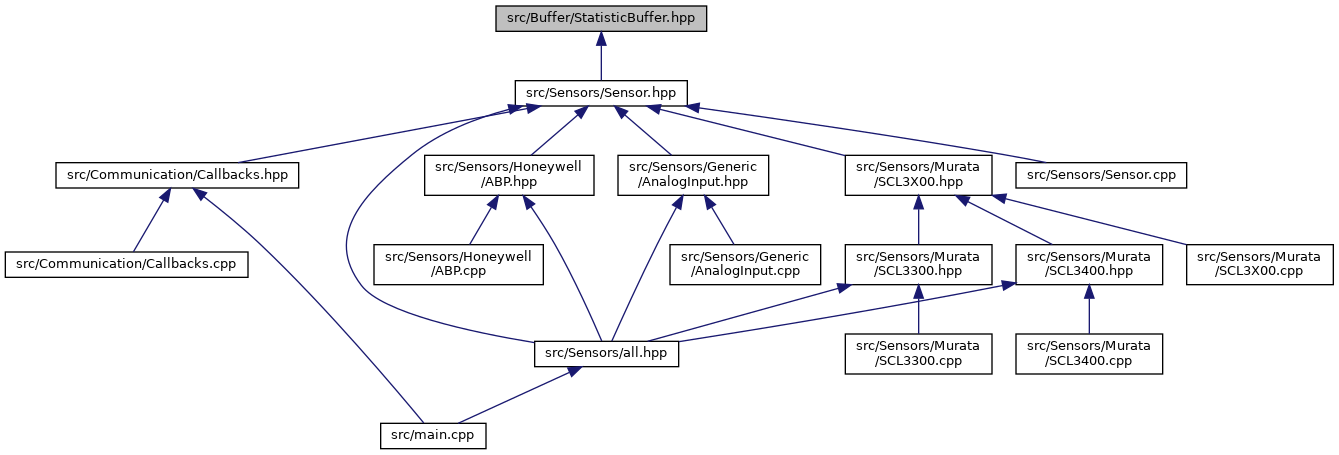 src/Buffer/StatisticBuffer.hpp
src/Sensors/Sensor.hpp
src/Communication/Callbacks.hpp
src/Sensors/Honeywell
/ABP.hpp
src/Sensors/Generic
/AnalogInput.hpp
src/Sensors/Murata
/SCL3X00.hpp
src/Sensors/Sensor.cpp
src/Communication/Callbacks.cpp
src/Sensors/Honeywell
/ABP.cpp
src/Sensors/Generic
/AnalogInput.cpp
src/Sensors/Murata
/SCL3300.hpp
src/Sensors/Murata
/SCL3400.hpp
src/Sensors/Murata
/SCL3X00.cpp
src/Sensors/all.hpp
src/Sensors/Murata
/SCL3300.cpp
src/Sensors/Murata
/SCL3400.cpp
src/main.cpp